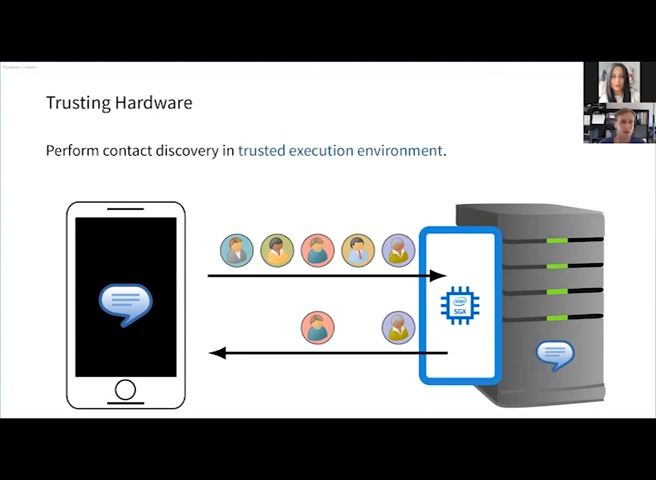 Trusting Hardware
Perform contact discovery in trusted execution environment.
intel
SGX